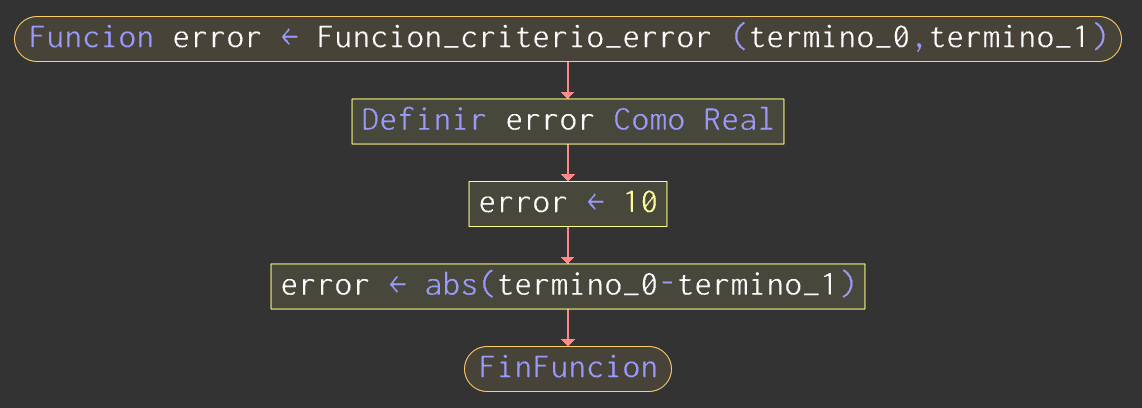 Funcion error ← Funcion_criterio_error (termino_0,termino_1)
Definir error Como Real
error ← 10
error ← abs(termino_0-termino_1)
FinFuncion